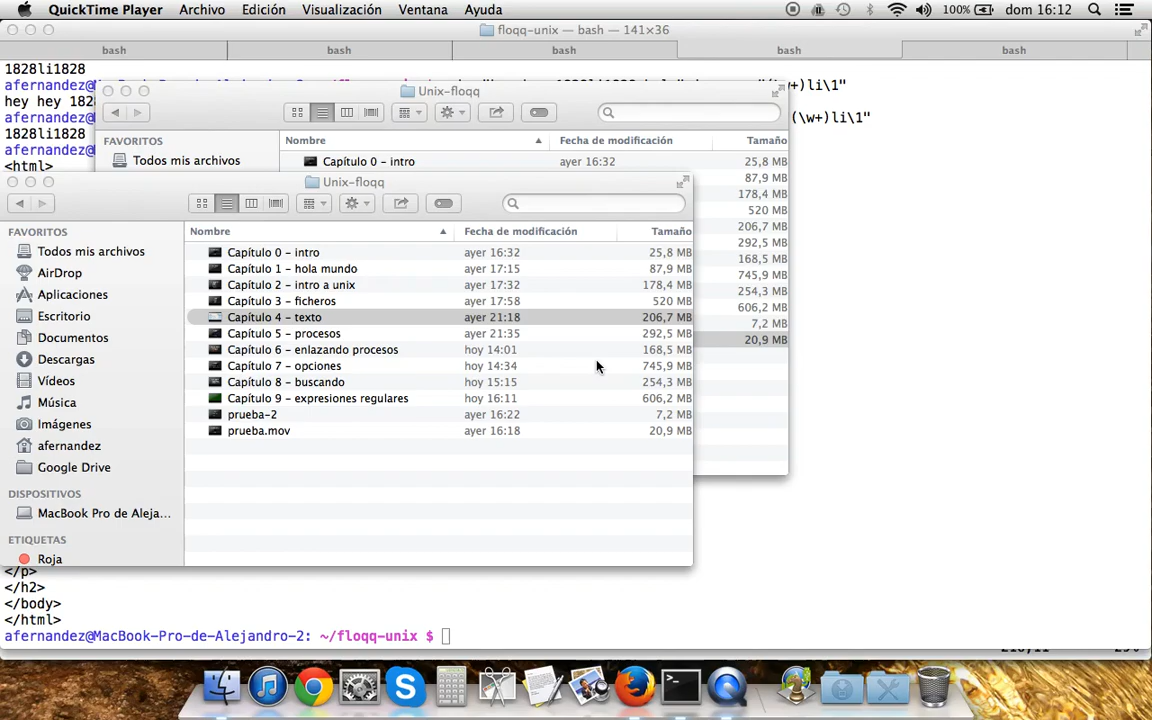 QuickTime Player Archivo Edición Visualización Ventana Ayuda 100% dom 16:12
floqq-unix — bash — 141×36
bash bash bash bash bash
1828li1828
afernandez@
+)li\1"
hey hey 182
(\w+)li\1"
afernandez@
1828li1828
afernandez@
<html>
Unix-floqq
FAVORITOS Nombre Fecha de modificación Tamaño
Todos mis archivos Capítulo 0 – intro ayer 16:32 25,8 MB
87,9 MB
178,4 MB
520 MB
206,7 MB
292,5 MB
168,5 MB
745,9 MB
254,3 MB
606,2 MB
7,2 MB
20,9 MB
Unix-floqq
Nombre Fecha de modificación Tamaño
Capítulo 0 – intro ayer 16:32 25,8 MB
Capítulo 1 – hola mundo ayer 17:15 87,9 MB
Capítulo 2 – intro a unix ayer 17:32 178,4 MB
Capítulo 3 – ficheros ayer 17:58 520 MB
Capítulo 4 – texto ayer 21:18 206,7 MB
Capítulo 5 – procesos ayer 21:35 292,5 MB
Capítulo 6 – enlazando procesos hoy 14:01 168,5 MB
Capítulo 7 – opciones hoy 14:34 745,9 MB
Capítulo 8 – buscando hoy 15:15 254,3 MB
Capítulo 9 – expresiones regulares hoy 16:11 606,2 MB
prueba-2 ayer 16:22 7,2 MB
prueba.mov ayer 16:18 20,9 MB
FAVORITOS
Todos mis archivos
AirDrop
Aplicaciones
Escritorio
Documentos
Descargas
Vídeos
Música
Imágenes
afernandez
Google Drive
DISPOSITIVOS
MacBook Pro de Aleja...
ETIQUETAS
Roja
</p>
</h2>
</body>
</html>
afernandez@MacBook-Pro-de-Alejandro-2: ~/floqq-unix $